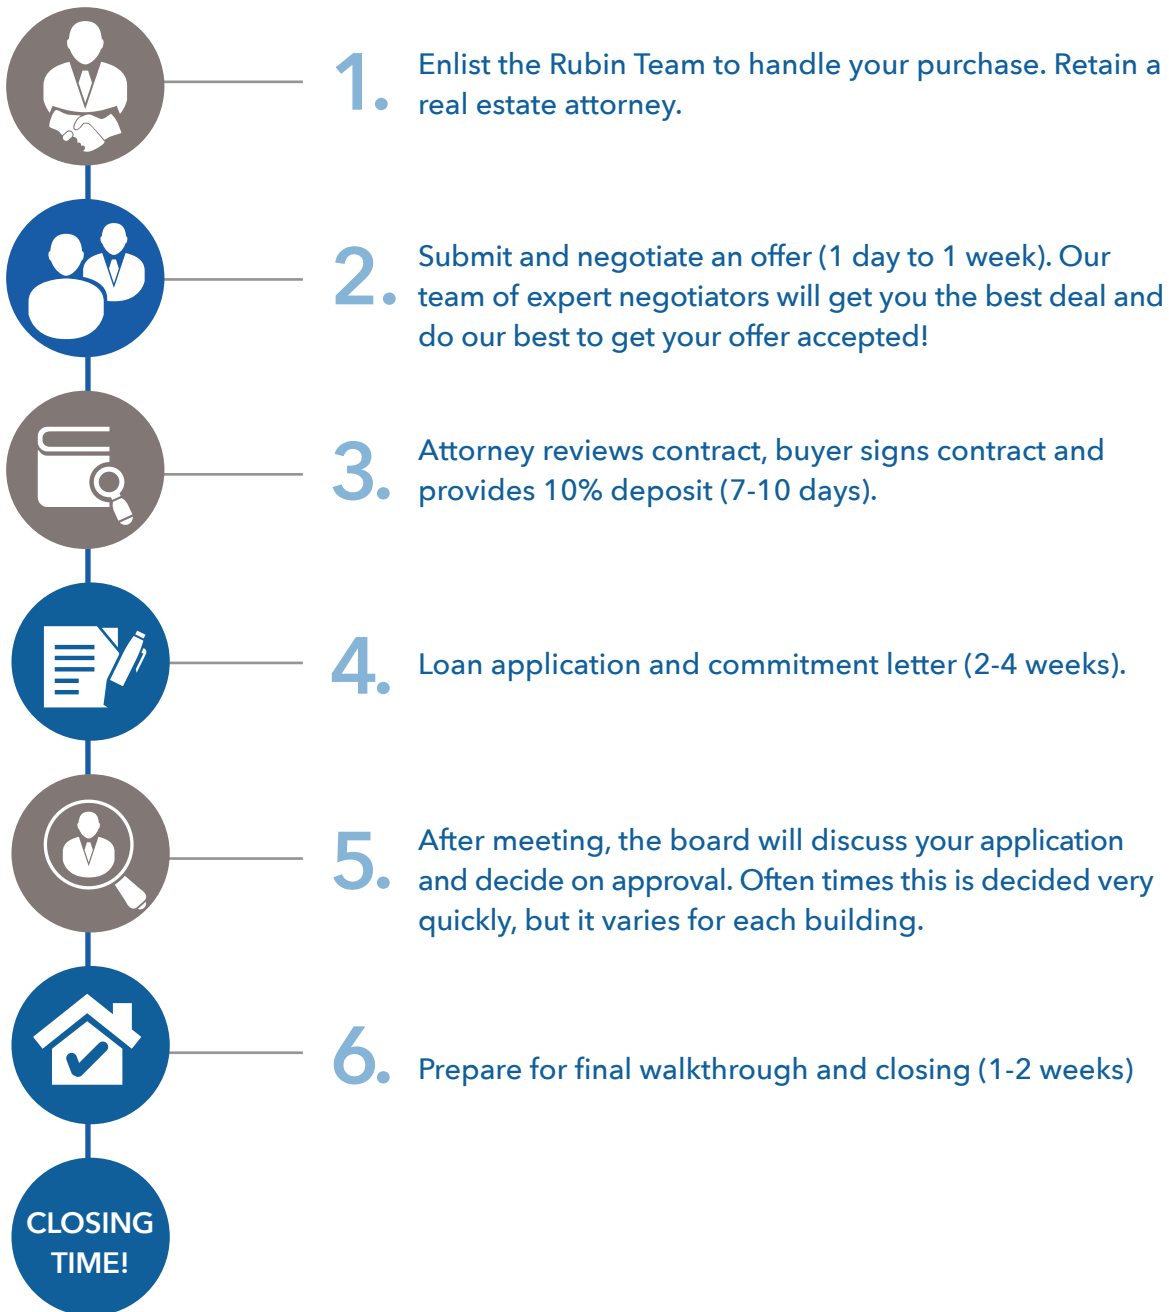 1. Enlist the Rubin Team to handle your purchase. Retain a
real estate attorney.
2. Submit and negotiate an offer (1 day to 1 week). Our
team of expert negotiators will get you the best deal and
do our best to get your offer accepted!
3. Attorney reviews contract, buyer signs contract and
provides 10% deposit (7-10 days).
4. Loan application and commitment letter (2-4 weeks).
5. After meeting, the board will discuss your application
and decide on approval. Often times this is decided very
quickly, but it varies for each building.
6. Prepare for final walkthrough and closing (1-2 weeks)
CLOSING
TIME!